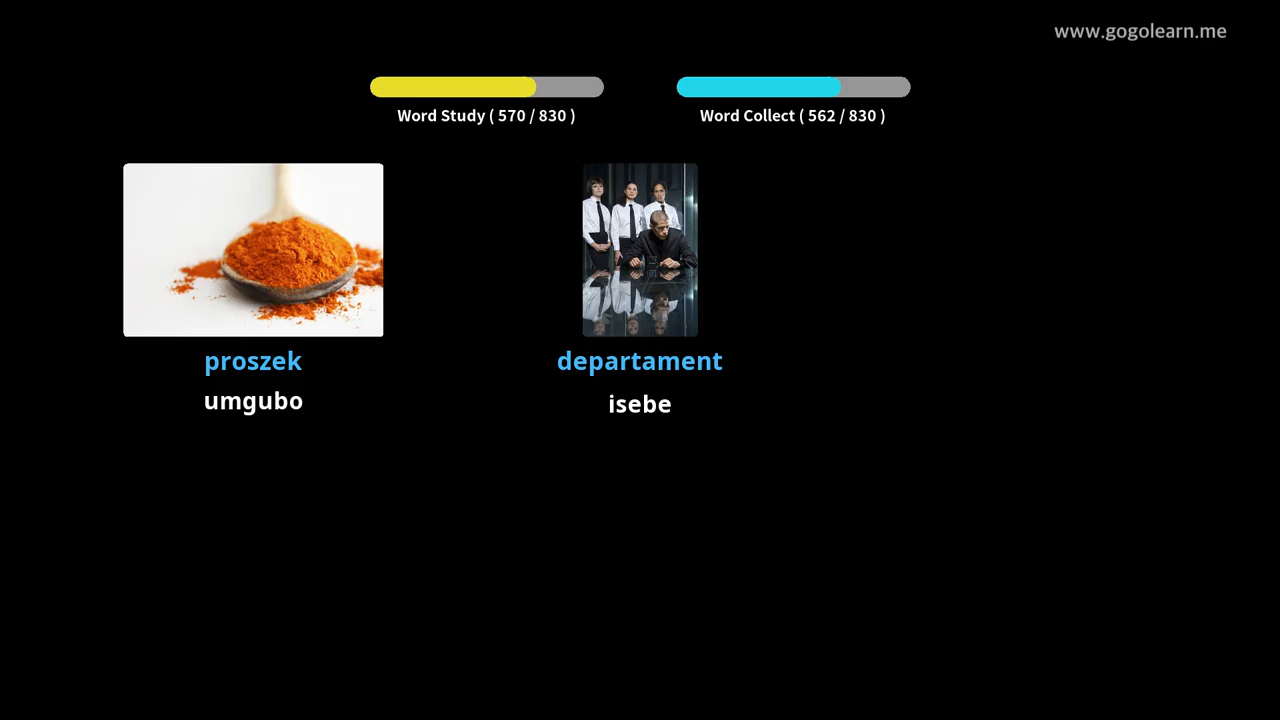 www.gogolearn.me
Word Study ( 570 / 830 )
Word Collect ( 562 / 830 )
proszek
umgubo
departament
isebe